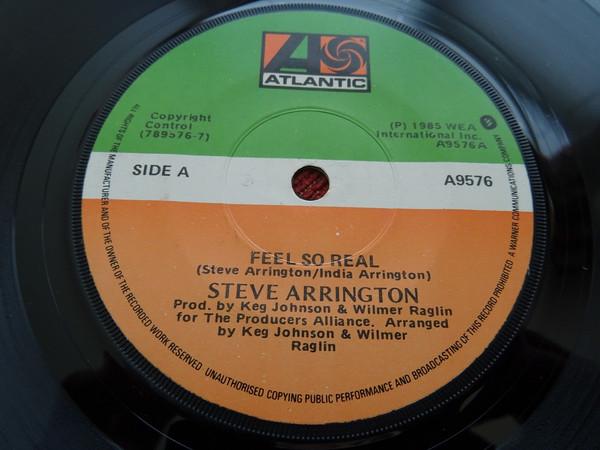 ATLANTIC
Copyright
Control
(789576-7)
(P) 1985 WEA
International Inc.
A9576A
SIDE A
A9576
FEEL SO REAL
(Steve Arrington/India Arrington)
STEVE ARRINGTON
Prod. by Keg Johnson & Wilmer Raglin
for The Producers Alliance. Arranged
by Keg Johnson & Wilmer
Raglin
ALL RIGHTS OF THE MANUFACTURER AND OF THE OWNER OF THE RECORDED WORK RESERVED UNAUTHORISED COPYING PUBLIC PERFORMANCE AND BROADCASTING OF THIS RECORD PROHIBITED A WARNER COMMUNICATIONS COMPANY